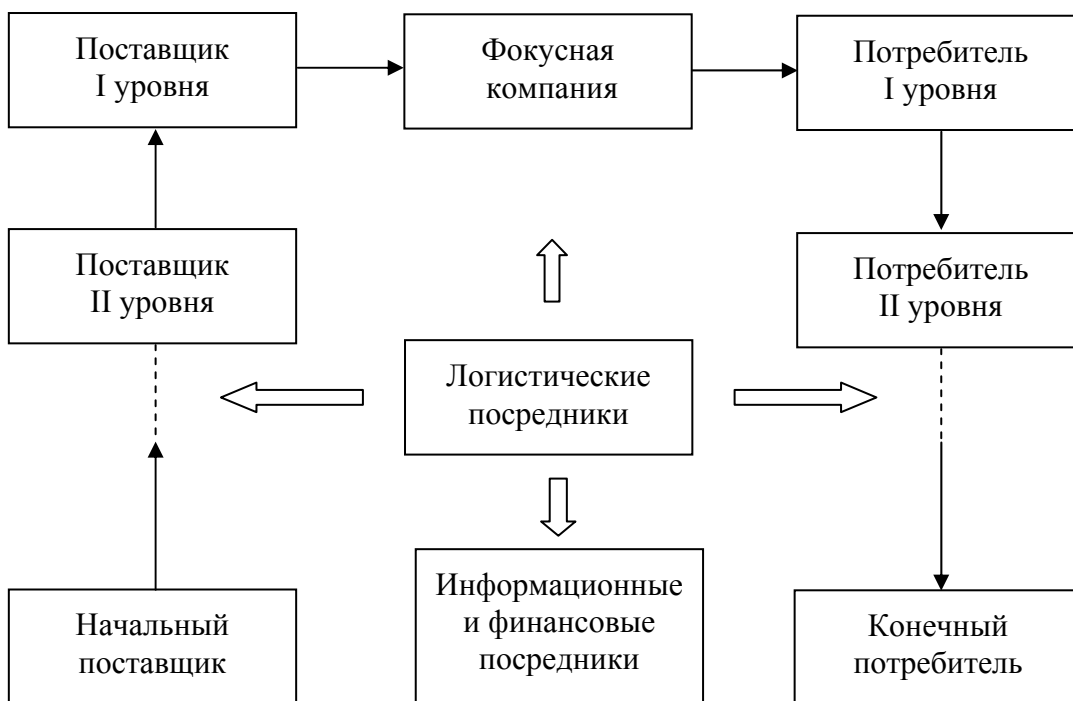 Поставщик
I уровня
Фокусная
компания
Потребитель
I уровня
Поставщик
II уровня
Потребитель
II уровня
Логистические
посредники
Начальный
поставщик
Информационные
и финансовые
посредники
Конечный
потребитель